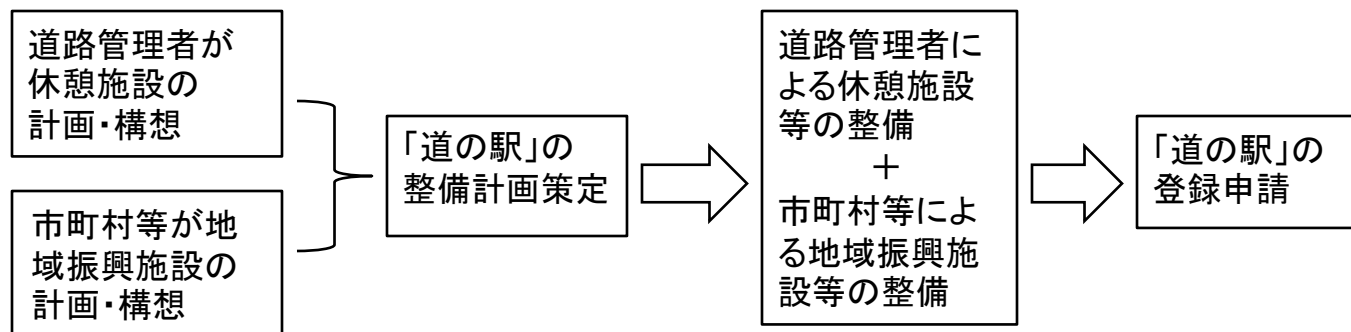 道路管理者が
休憩施設の
計画・構想
市町村等が地
域振興施設の
計画・構想
「道の駅」の
整備計画策定
道路管理者に
よる休憩施設
等の整備
＋
市町村等によ
る地域振興施
設等の整備
「道の駅」の
登録申請